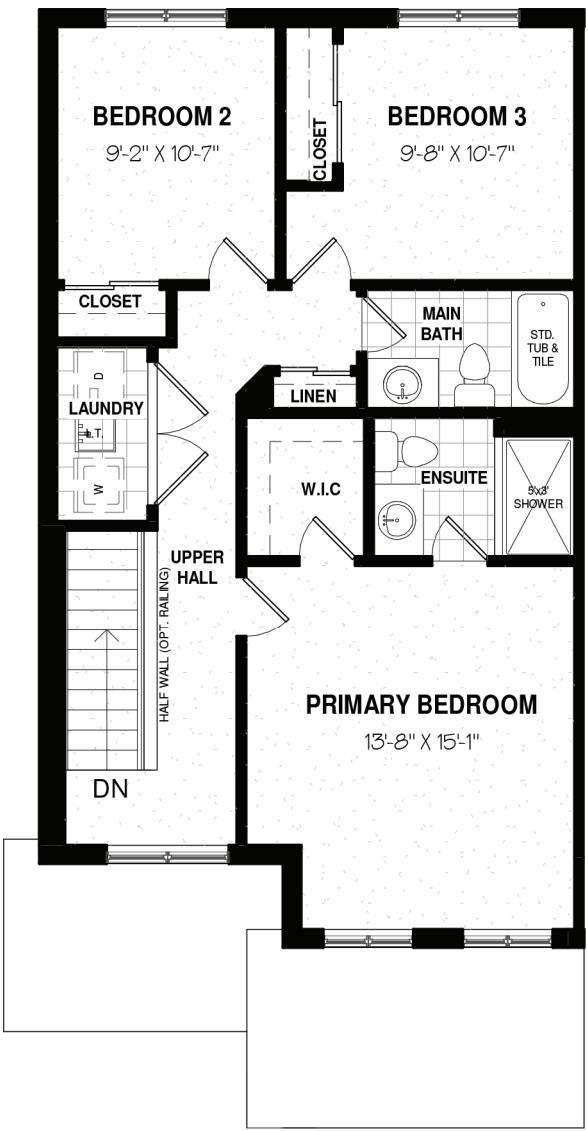 BEDROOM 2
9'-2" X 10'-7"
BEDROOM 3
9'-8" X 10'-7"
CLOSET
CLOSET
MAIN
BATH
STD.
TUB &
TILE
D
LAUNDRY
L.T.
W
LINEN
W.I.C
ENSUITE
5'x3'
SHOWER
UPPER
HALL
HALF WALL (OPT. RAILING)
PRIMARY BEDROOM
13'-8" X 15'-1"
DN